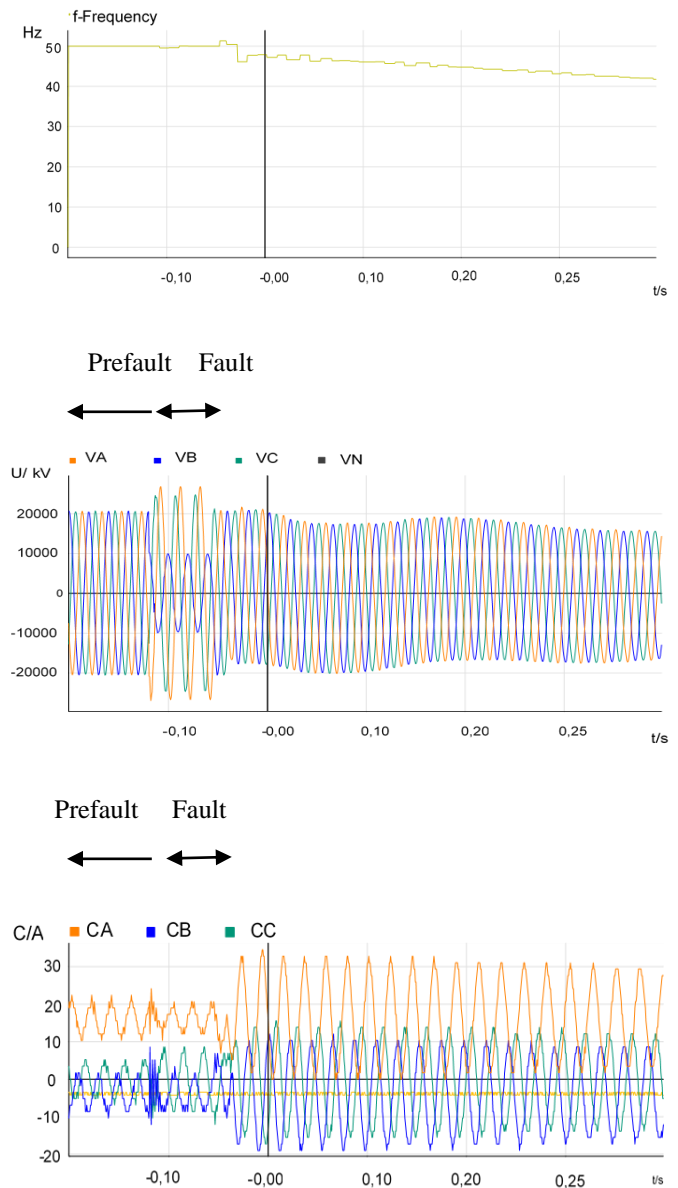 f-Frequency
Hz
50
40
30
20
10
0
-0,10 -0,00 0,10 0,20 0,25
t/s
Prefault Fault
VA VB VC VN
U/ kV
20000
10000
0
-10000
-20000
-0,10 -0,00 0,10 0,20 0,25
t/s
Prefault Fault
C/A CA CB CC
30
20
10
0
-10
-20
-0,10 -0,00 0,10 0,20 0,25
t/s